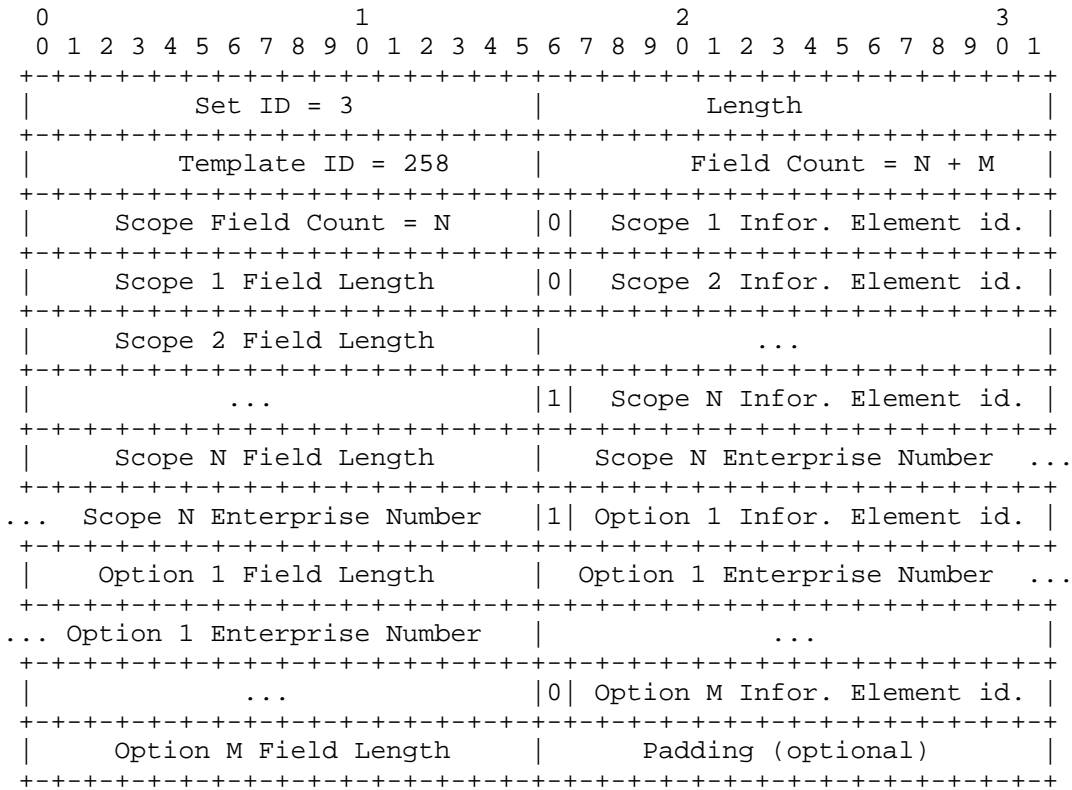 0                   1                   2                   3
 0 1 2 3 4 5 6 7 8 9 0 1 2 3 4 5 6 7 8 9 0 1 2 3 4 5 6 7 8 9 0 1
+-+-+-+-+-+-+-+-+-+-+-+-+-+-+-+-+-+-+-+-+-+-+-+-+-+-+-+-+-+-+-+-+
|          Set ID = 3           |          Length               |
+-+-+-+-+-+-+-+-+-+-+-+-+-+-+-+-+-+-+-+-+-+-+-+-+-+-+-+-+-+-+-+-+
|         Template ID = 258     |         Field Count = N + M   |
+-+-+-+-+-+-+-+-+-+-+-+-+-+-+-+-+-+-+-+-+-+-+-+-+-+-+-+-+-+-+-+-+
|     Scope Field Count = N     |0|  Scope 1 Infor. Element id. |
+-+-+-+-+-+-+-+-+-+-+-+-+-+-+-+-+-+-+-+-+-+-+-+-+-+-+-+-+-+-+-+-+
|     Scope 1 Field Length      |0|  Scope 2 Infor. Element id. |
+-+-+-+-+-+-+-+-+-+-+-+-+-+-+-+-+-+-+-+-+-+-+-+-+-+-+-+-+-+-+-+-+
|     Scope 2 Field Length      |             ...               |
+-+-+-+-+-+-+-+-+-+-+-+-+-+-+-+-+-+-+-+-+-+-+-+-+-+-+-+-+-+-+-+-+
|            ...                |1|  Scope N Infor. Element id. |
+-+-+-+-+-+-+-+-+-+-+-+-+-+-+-+-+-+-+-+-+-+-+-+-+-+-+-+-+-+-+-+-+
|     Scope N Field Length      |   Scope N Enterprise Number  ...
+-+-+-+-+-+-+-+-+-+-+-+-+-+-+-+-+-+-+-+-+-+-+-+-+-+-+-+-+-+-+-+-+
...  Scope N Enterprise Number   |1| Option 1 Infor. Element id. |
+-+-+-+-+-+-+-+-+-+-+-+-+-+-+-+-+-+-+-+-+-+-+-+-+-+-+-+-+-+-+-+-+
|    Option 1 Field Length      |  Option 1 Enterprise Number  ...
+-+-+-+-+-+-+-+-+-+-+-+-+-+-+-+-+-+-+-+-+-+-+-+-+-+-+-+-+-+-+-+-+
... Option 1 Enterprise Number   |              ...              |
+-+-+-+-+-+-+-+-+-+-+-+-+-+-+-+-+-+-+-+-+-+-+-+-+-+-+-+-+-+-+-+-+
|             ...               |0| Option M Infor. Element id. |
+-+-+-+-+-+-+-+-+-+-+-+-+-+-+-+-+-+-+-+-+-+-+-+-+-+-+-+-+-+-+-+-+
|     Option M Field Length     |      Padding (optional)       |
+-+-+-+-+-+-+-+-+-+-+-+-+-+-+-+-+-+-+-+-+-+-+-+-+-+-+-+-+-+-+-+-+